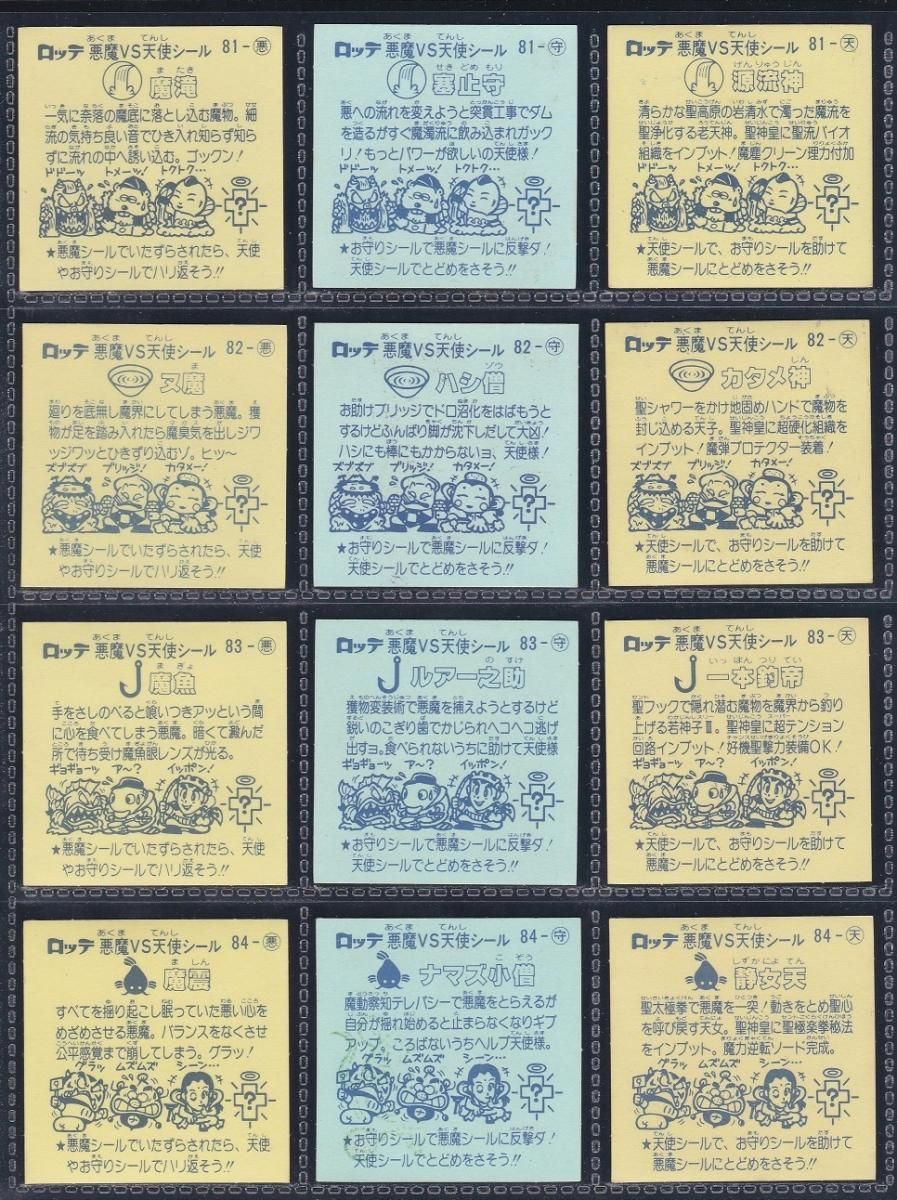 ロッテ 悪魔VS天使シール 81-悪
魔滝
一気に奈落の魔底に落とし込む魔物。細
流の気持ち良い音でひき入れ知らず知ら
ずに流れの中へ誘い込む。ゴックン!
ドドーッ トメーッ! トクトク…
?
★悪魔シールでいたずらされたら、天使
やお守りシールでハリ返そう!!
ロッテ 悪魔VS天使シール 81-守
塞止守
悪への流れを変えようと突貫工事でダム
を造るがすぐ魔濁流に飲み込まれガック
リ!もっとパワーが欲しいの天使様!
ドドーッ トメーッ! トクトク…
?
★お守りシールで悪魔シールに反撃ダ!
天使シールでとどめをさそう!!
ロッテ 悪魔VS天使シール 81-天
源流神
清らかな聖高原の岩清水で濁った魔流を
聖浄化する老天神。聖神皇に聖流バイオ
組織をインプット!魔塵クリーン理力付加
ドドーッ トメーッ! トクトク…
?
★天使シールで、お守りシールを助けて
悪魔シールにとどめをさそう!!
ロッテ 悪魔VS天使シール 82-悪
ヌ魔
廻りを底無し魔界にしてしまう悪魔。獲
物が足を踏み入れたら魔臭気を出しジワ
ッジワッとひきずり込むゾ。ヒッ〜
ズブズブ ブリッジ! カタメー!
?
★悪魔シールでいたずらされたら、天使
やお守りシールでハリ返そう!!
ロッテ 悪魔VS天使シール 82-守
ハシ僧
お助けブリッジでドロ沼化をはばもうと
するけどふんばり脚が沈下しだして大凶!
ハシにも棒にもかからないョ、天使様!
ズブズブ ブリッジ! カタメー!
?
★お守りシールで悪魔シールに反撃ダ!
天使シールでとどめをさそう!!
ロッテ 悪魔VS天使シール 82-天
カタメ神
聖シャワーをかけ地固めハンドで魔物を
封じ込める天子。聖神皇に超硬化組織を
インプット!魔弾プロテクター装着!
ズブズブ ブリッジ! カタメー!
?
★天使シールで、お守りシールを助けて
悪魔シールにとどめをさそう!!
ロッテ 悪魔VS天使シール 83-悪
魔魚
手をさしのべると喰いつきアッという間
に心を食べてしまう悪魔。暗くて澱んだ
所で待ち受け魔魚眼レンズが光る。
ギョギョーッ ア〜? イッポン!
?
★悪魔シールでいたずらされたら、天使
やお守りシールでハリ返そう!!
ロッテ 悪魔VS天使シール 83-守
ルアー之助
獲物変装術で悪魔を捕えようとするけど
鋭いのこぎり歯でかじられヘコヘコ逃げ
出すョ。食べられないうちに助けて天使様
ギョギョーッ ア〜? イッポン!
?
★お守りシールで悪魔シールに反撃ダ!
天使シールでとどめをさそう!!
ロッテ 悪魔VS天使シール 83-天
一本釣帝
聖フックで隠れ潜む魔物を魔界から釣り
上げる若神子Ⅲ。聖神皇に超テンション
回路インプット!好機聖撃力装備OK!
ギョギョーッ ア〜? イッポン!
?
★天使シールで、お守りシールを助けて
悪魔シールにとどめをさそう!!
ロッテ 悪魔VS天使シール 84-悪
魔震
すべてを揺り起こし眠っていた悪い心を
めざめさせる悪魔。バランスをなくさせ
公平感覚まで崩してしまう。グラッ!
グラッ ムズムズ シーン…
?
★悪魔シールでいたずらされたら、天使
やお守りシールでハリ返そう!!
ロッテ 悪魔VS天使シール 84-守
ナマズ小僧
魔動察知テレパシーで悪魔をとらえるが
自分が揺れ始めると止まらなくなりギブ
アップ。ころばないうちヘルプ天使様。
グラッ ムズムズ シーン…
?
★お守りシールで悪魔シールに反撃ダ!
天使シールでとどめをさそう!!
ロッテ 悪魔VS天使シール 84-天
静女天
聖太極拳で悪魔を一突!動きをとめ聖心
を呼び戻す天女。聖神皇に聖極楽拳秘法
をインプット。魔力逆転ソード完成。
グラッ ムズムズ シーン…
?
★天使シールで、お守りシールを助けて
悪魔シールにとどめをさそう!!